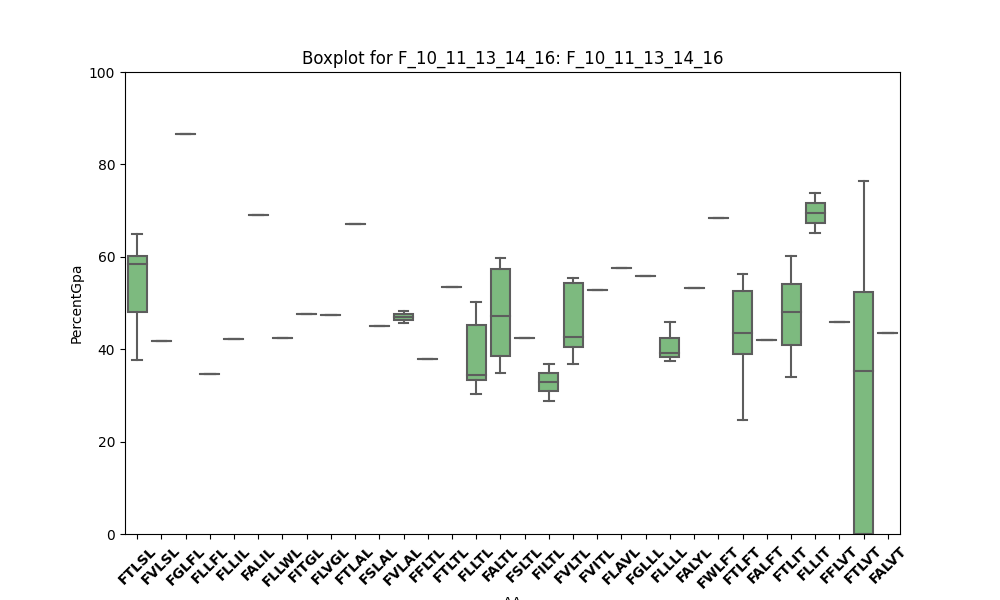 Boxplot for F_10_11_13_14_16: F_10_11_13_14_16
PercentGpa
100
80
60
40
20
0
FTLSL
FVLSL
FGLFL
FLLFL
FLLIL
FALIL
FLLWL
FITGL
FLVGL
FTLAL
FSLAL
FVLAL
FFLTL
FTLTL
FLLTL
FALTL
FSLTL
FILTL
FVLTL
FVITL
FLAVL
FGLLL
FLLLL
FALYL
FWLFT
FTLFT
FALFT
FTLIT
FLLIT
FFLVT
FTLVT
FALVT